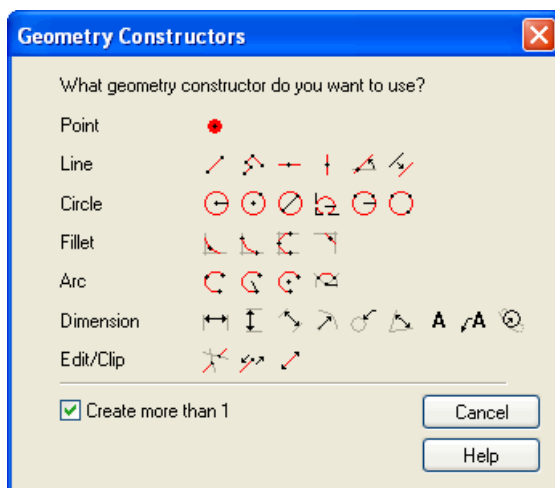 Geometry Constructors
What geometry constructor do you want to use?
Point
Line
Circle
Fillet
Arc
Dimension A A
Edit/Clip
Create more than 1
Cancel
Help